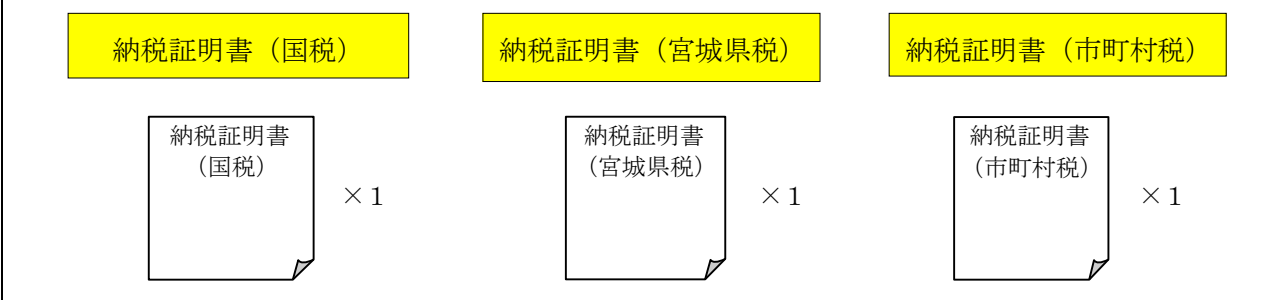 納税証明書（国税）
納税証明書（宮城県税）
納税証明書（市町村税）
納税証明書
（国税）
×１
納税証明書
（宮城県税）
×１
納税証明書
（市町村税）
×１